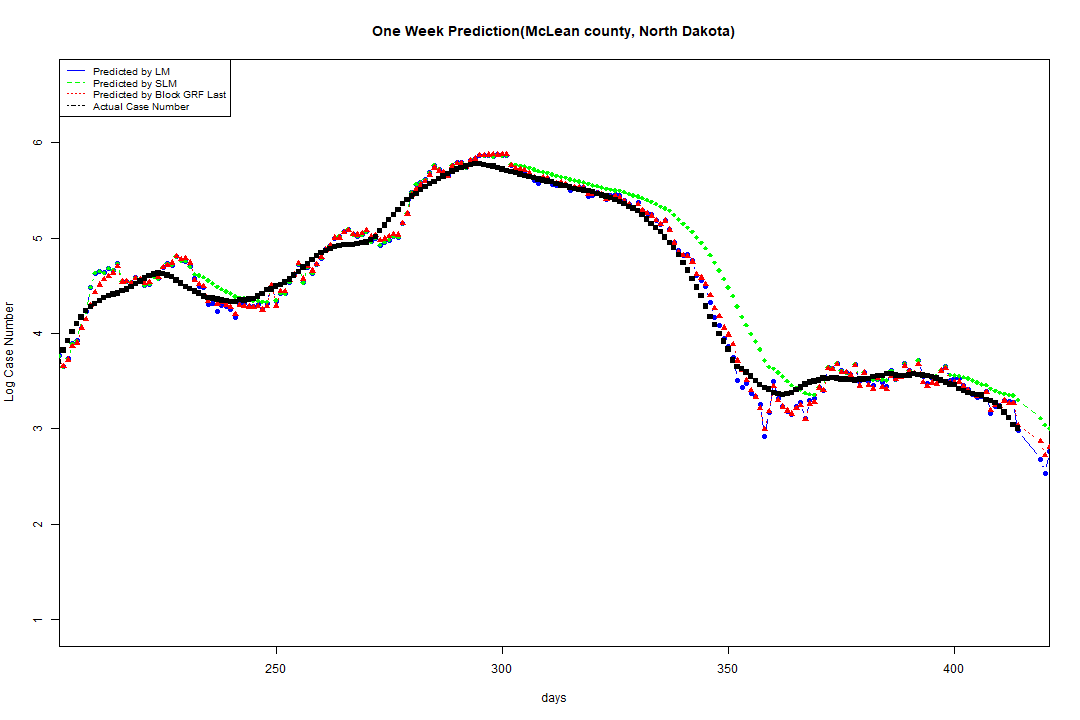 One Week Prediction(McLean county, North Dakota)
Predicted by LM
Predicted by SLM
Predicted by Block GRF Last
Actual Case Number
6
5
4
3
2
1
Log Case Number
250
300
350
400
days